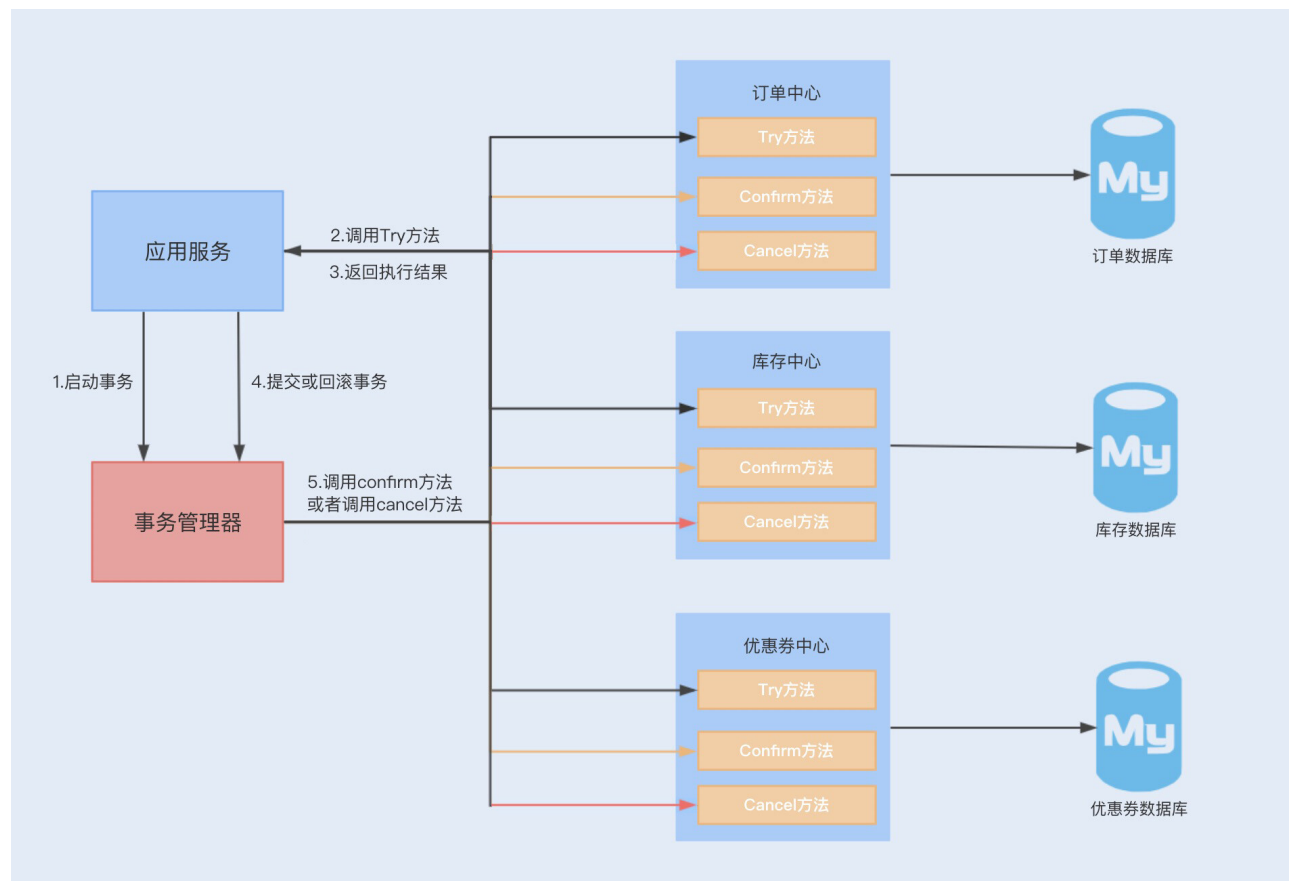 应用服务
2.调用Try方法
3.返回执行结果
1.启动事务
4.提交或回滚事务
事务管理器
5.调用confirm方法
或者调用cancel方法
订单中心
Try方法
Confirm方法
Cancel方法
My
订单数据库
库存中心
Try方法
Confirm方法
Cancel方法
My
库存数据库
优惠券中心
Try方法
Confirm方法
Cancel方法
My
优惠券数据库